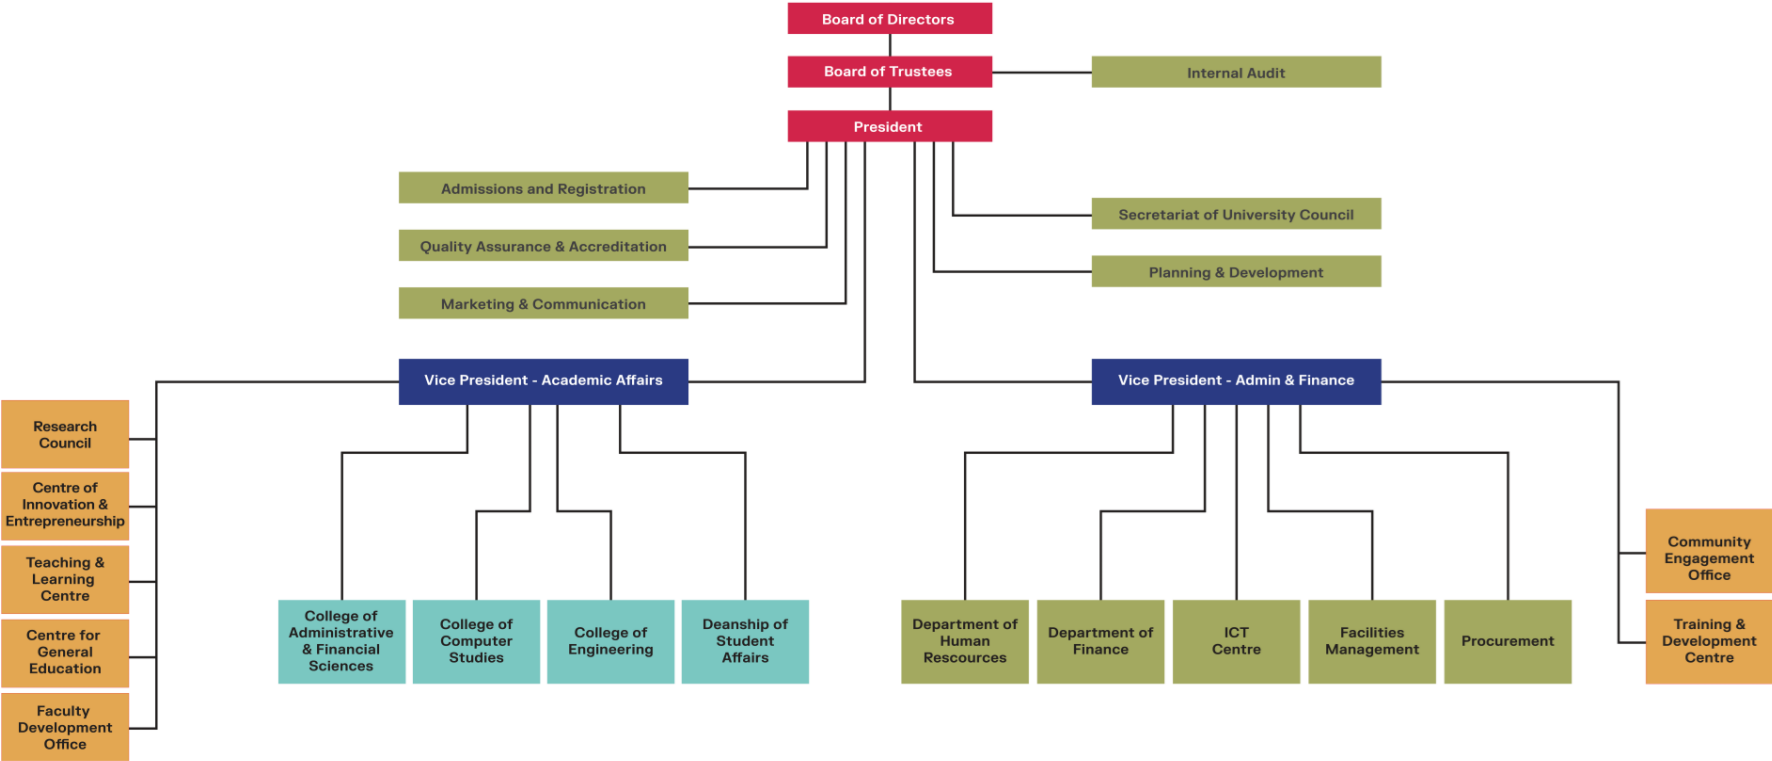 Board of Directors
Board of Trustees
Internal Audit
President
Admissions and Registration
Secretariat of University Council
Quality Assurance & Accreditation
Planning & Development
Marketing & Communication
Vice President - Academic Affairs
Vice President - Admin & Finance
Research
Council
Centre of
Innovation &
Entrepreneurship
Teaching &
Learning
Centre
Centre for
General
Education
Faculty
Development
Office
College of
Administrative
& Financial
Sciences
College of
Computer
Studies
College of
Engineering
Deanship of
Student
Affairs
Department of
Human
Rescources
Department of
Finance
ICT
Centre
Facilities
Management
Procurement
Community
Engagement
Office
Training &
Development
Centre